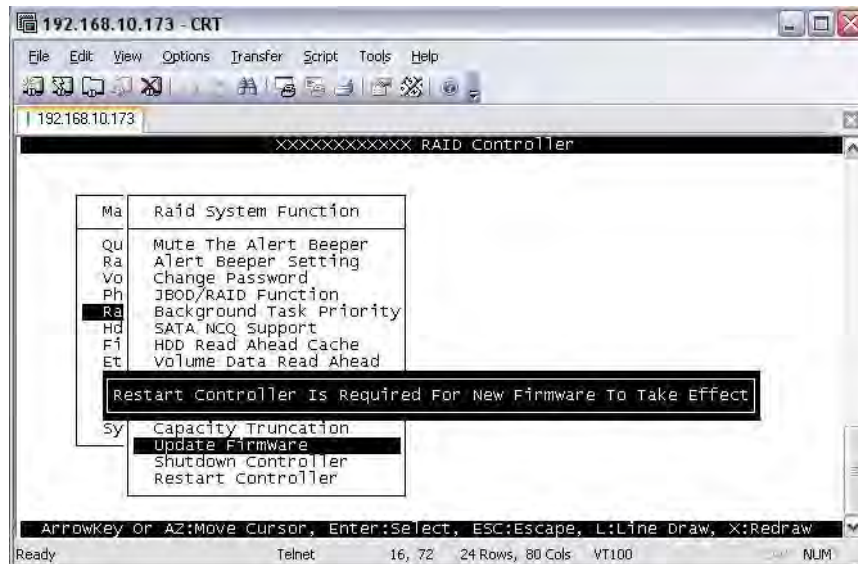 192.168.10.173 - CRT
File Edit View Options Transfer Script Tools Help
192.168.10.173
XXXXXXXXXXXX RAID Controller
Ma
Raid System Function
Qu
Mute The Alert Beeper
Ra
Alert Beeper Setting
Vo
Change Password
Ph
JBOD/RAID Function
Ra
Background Task Priority
Hd
SATA NCQ Support
Fi
HDD Read Ahead Cache
Et
Volume Data Read Ahead
Restart Controller Is Required For New Firmware To Take Effect
Sy
Capacity Truncation
Update Firmware
Shutdown Controller
Restart Controller
ArrowKey Or AZ:Move Cursor, Enter:Select, ESC:Escape, L:Line Draw, X:Redraw
Ready Telnet 16, 72 24 Rows, 80 Cols VT100 NUM